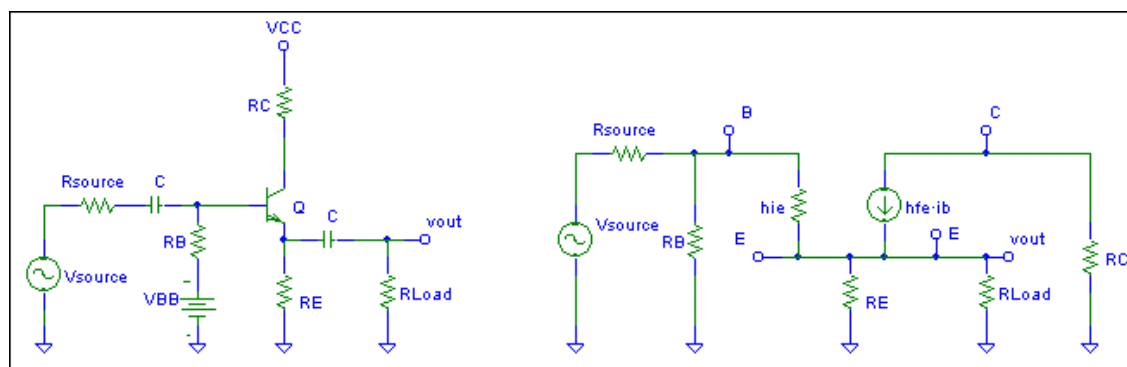 VCC
RC
Rsource
C
Q
C
vout
RB
Vsource
VBB
-
-
RE
RLoad
B
C
Rsource
hie
hfe·ib
Vsource
RB
E
E
vout
RC
RE
RLoad